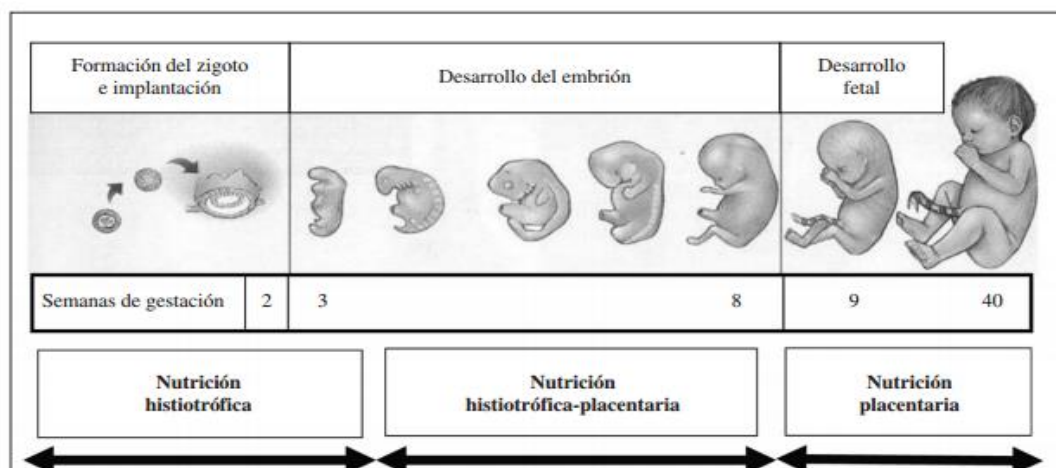 Formación del zigoto
e implantación
Desarrollo del embrión
Desarrollo
fetal
Semanas de gestación 2 3 8 9 40
Nutrición
histiotrófica
Nutrición
histiotrófica-placentaria
Nutrición
placentaria